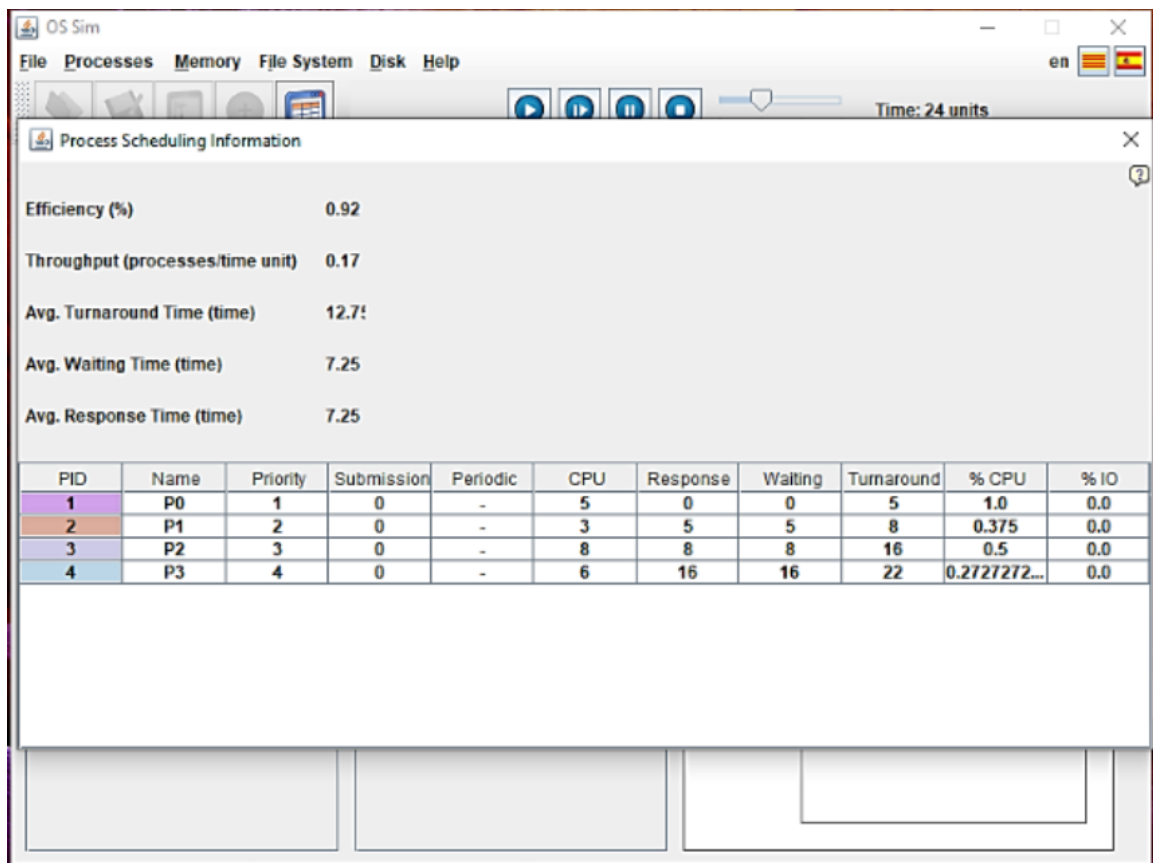 OS Sim
File Processes Memory File System Disk Help en
Time: 24 units
Process Scheduling Information
Efficiency (%) 0.92
Throughput (processes/time unit) 0.17
Avg. Turnaround Time (time) 12.75
Avg. Waiting Time (time) 7.25
Avg. Response Time (time) 7.25
PID Name Priority Submission Periodic CPU Response Waiting Turnaround % CPU % IO
1 P0 1 0 - 5 0 0 5 1.0 0.0
2 P1 2 0 - 3 5 5 8 0.375 0.0
3 P2 3 0 - 8 8 8 16 0.5 0.0
4 P3 4 0 - 6 16 16 22 0.2727272... 0.0